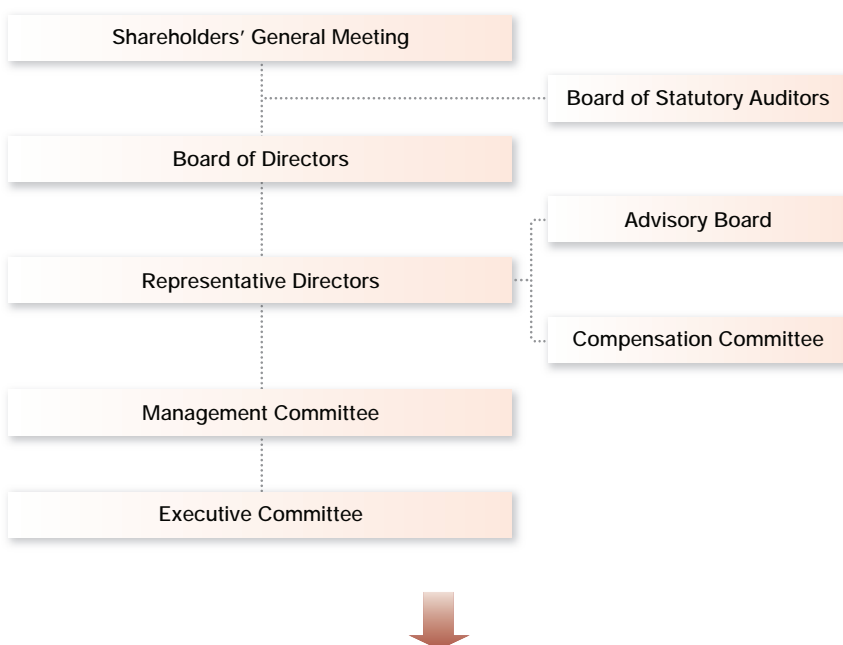 Shareholders' General Meeting
Board of Statutory Auditors
Board of Directors
Advisory Board
Representative Directors
Compensation Committee
Management Committee
Executive Committee